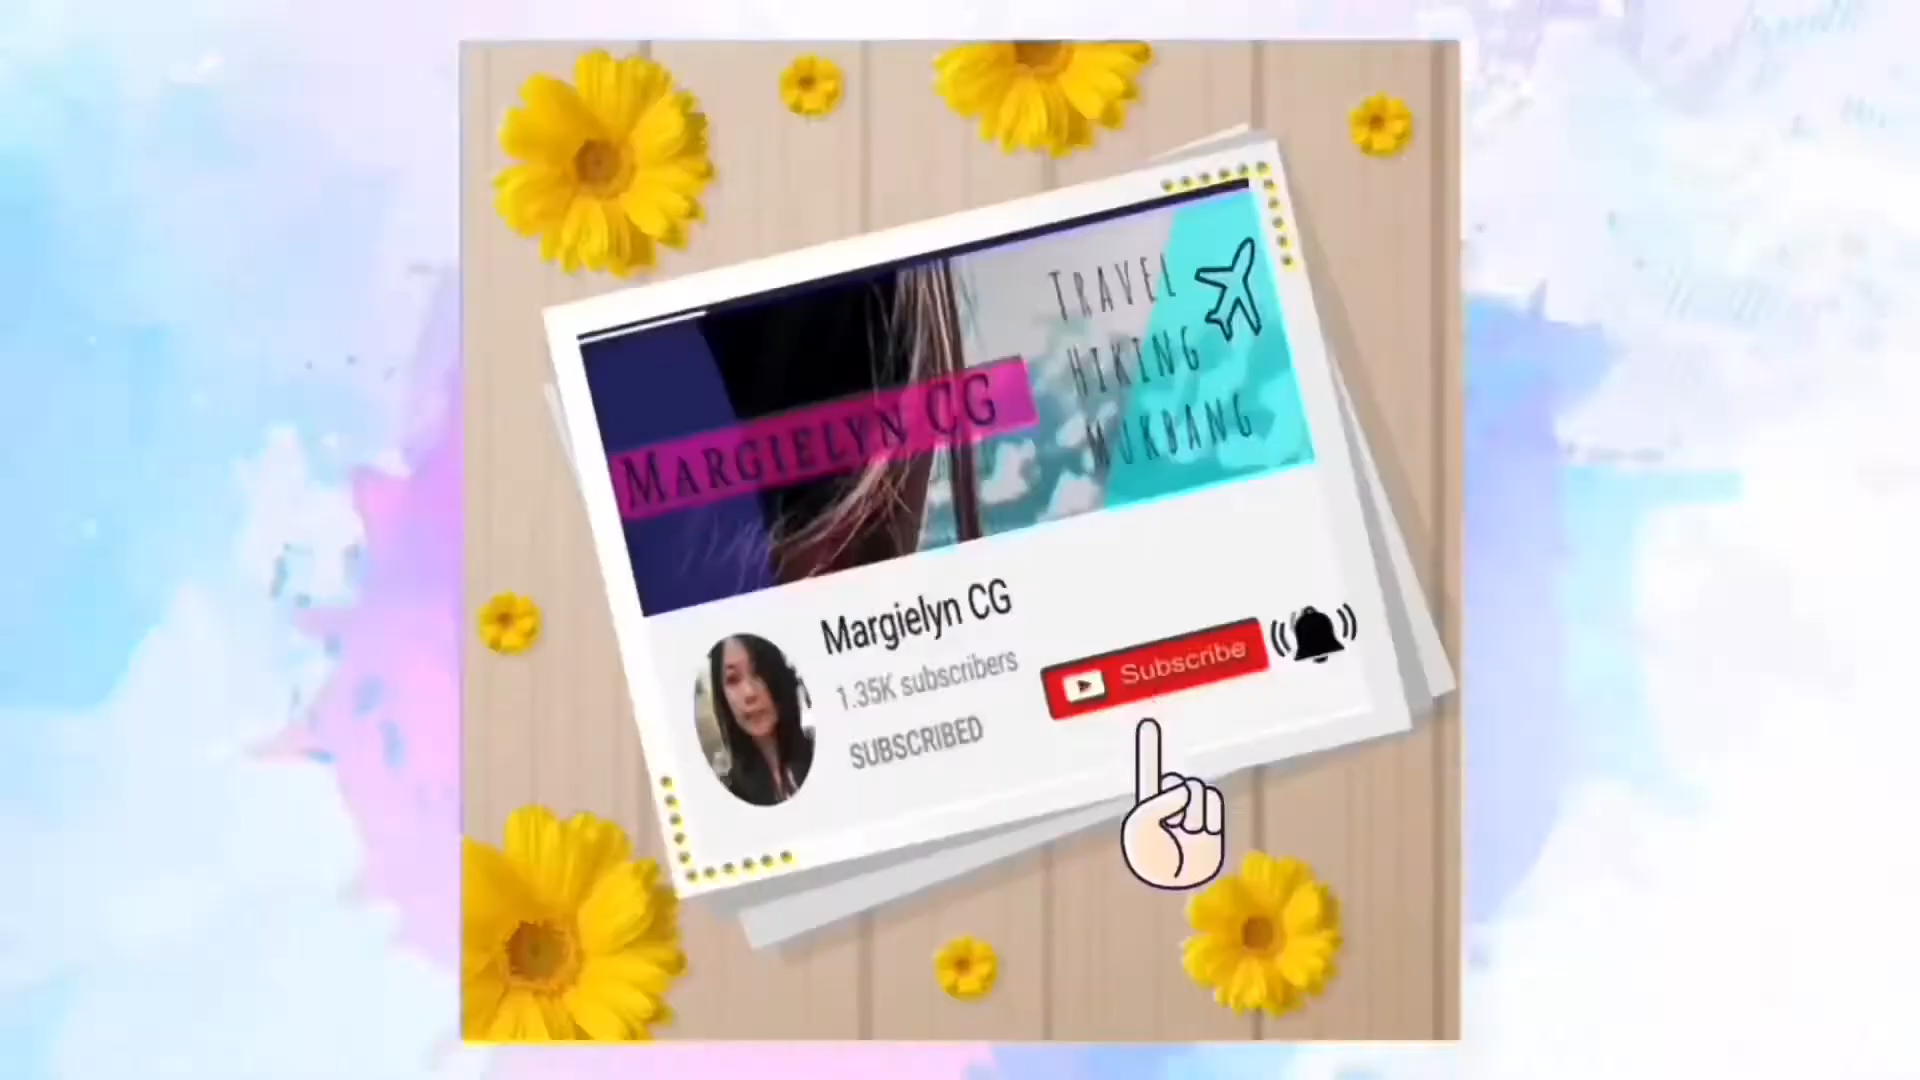 TRAVEL
HIKING
MUKBANG
MARGIELYN CG
Margielyn CG
1.35K subscribers
SUBSCRIBED
Subscribe